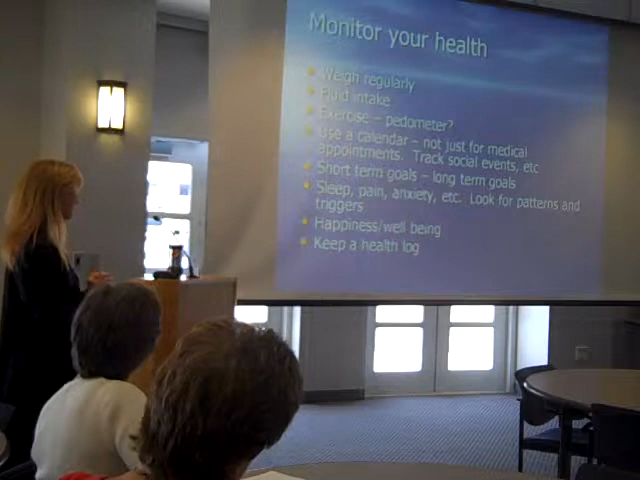 Monitor your health
Weigh regularly
Fluid intake
Exercise – pedometer?
Use a calendar – not just for medical
appointments. Track social events, etc
Short term goals – long term goals
Sleep, pain, anxiety, etc. Look for patterns and
triggers
Happiness/well being
Keep a health log